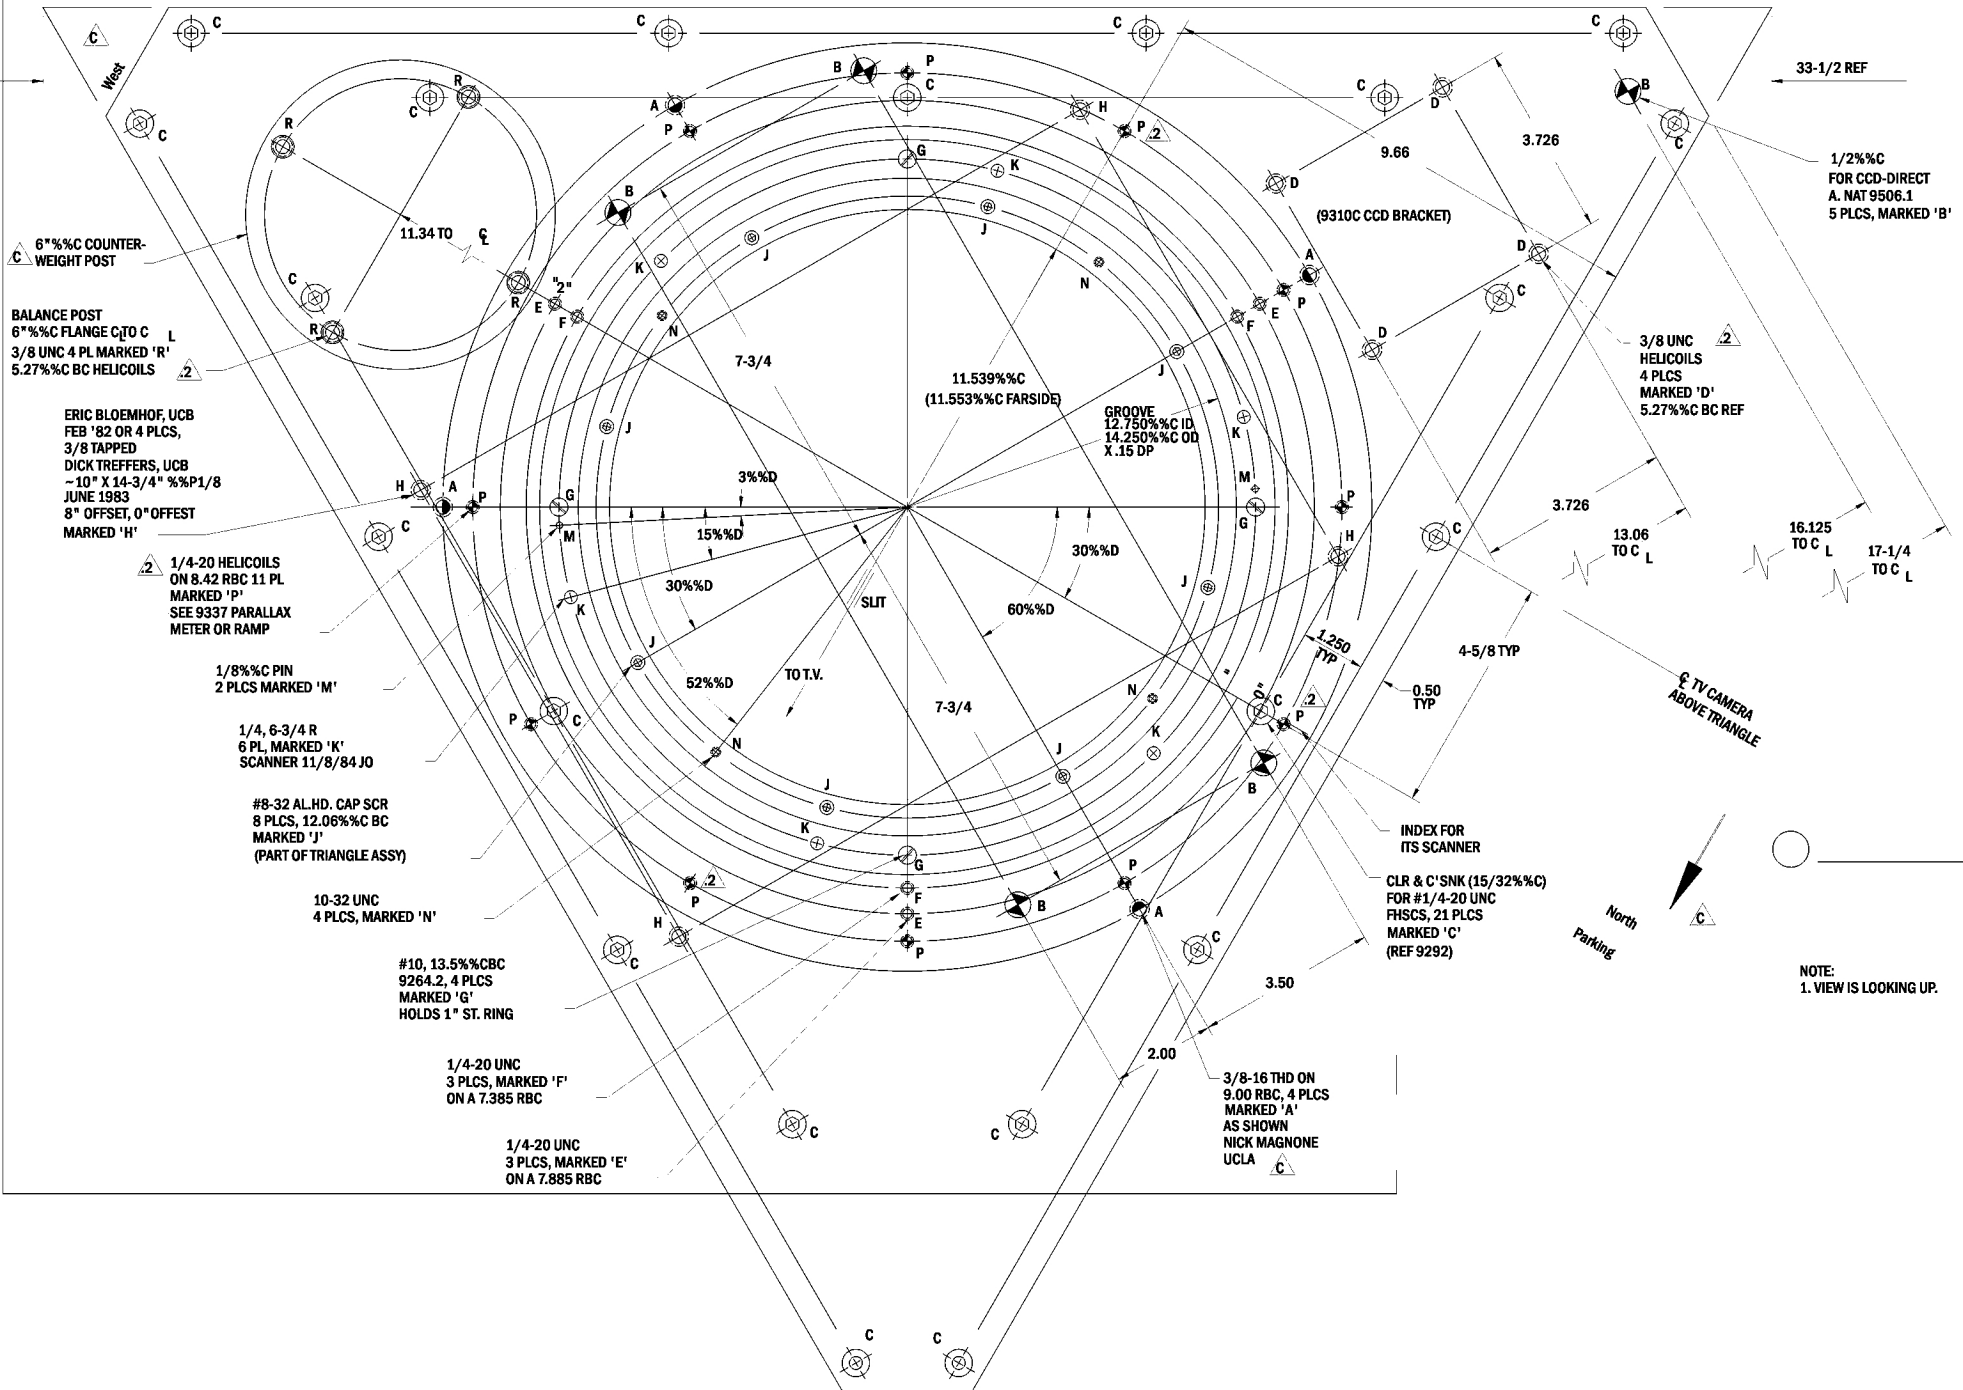 C
C
C
C
C
West
33-1/2 REF
B
P
C
R
C
A
P
H
P
.2
D
B
C
C
R
9.66
3.726
1/2%%C
FOR CCD-DIRECT
A. NAT 9506.1
5 PLCS, MARKED 'B'
G
K
B
D
(9310C CCD BRACKET)
J
J
11.34 TO C L
6"%%C COUNTER-
WEIGHT POST
C
K
N
A
D
C
R
"2"
E
F
P
E
F
C
BALANCE POST
6"%%C FLANGE C L TO C L
3/8 UNC 4 PL MARKED 'R'
5.27%%C BC HELICOILS
.2
R
N
D
J
3/8 UNC
HELICOILS
4 PLCS
MARKED 'D'
5.27%%C BC REF
.2
7-3/4
11.539%%C
(11.553%%C FARSIDE)
GROOVE
12.750%%C ID
14.250%%C OD
X .15 DP
ERIC BLOEMHOF, UCB
FEB '82 OR 4 PLCS,
3/8 TAPPED
DICK TREFFERS, UCB
~10" X 14-3/4" %%P1/8
JUNE 1983
8" OFFSET, 0"OFFEST
MARKED 'H'
J
K
H
A
P
G
3%%D
M
G
P
C
M
15%%D
30%%D
H
C
3.726
13.06
TO C L
16.125
TO C L
17-1/4
TO C L
.2
1/4-20 HELICOILS
ON 8.42 RBC 11 PL
MARKED 'P'
SEE 9337 PARALLAX
METER OR RAMP
K
30%%D
SLIT
60%%D
J
J
1.250
TYP
4-5/8 TYP
1/8%%C PIN
2 PLCS MARKED 'M'
52%%D
TO T.V.
N
"
0"
0.50
TYP
C L TV CAMERA
ABOVE TRIANGLE
P
C
7-3/4
C
.2
P
1/4, 6-3/4 R
6 PL, MARKED 'K'
SCANNER 11/8/84 JO
N
K
J
J
B
#8-32 AL.HD. CAP SCR
8 PLCS, 12.06%%C BC
MARKED 'J'
(PART OF TRIANGLE ASSY)
K
G
P
INDEX FOR
ITS SCANNER
.2
P
F
B
A
CLR & C'SNK (15/32%%C)
FOR #1/4-20 UNC
FHSCS, 21 PLCS
MARKED 'C'
(REF 9292)
North
C
Parking
10-32 UNC
4 PLCS, MARKED 'N'
H
E
P
C
C
#10, 13.5%%CBC
9264.2, 4 PLCS
MARKED 'G'
HOLDS 1" ST. RING
3.50
NOTE:
1. VIEW IS LOOKING UP.
2.00
1/4-20 UNC
3 PLCS, MARKED 'F'
ON A 7.385 RBC
3/8-16 THD ON
9.00 RBC, 4 PLCS
MARKED 'A'
AS SHOWN
NICK MAGNONE
UCLA
C
C
C
1/4-20 UNC
3 PLCS, MARKED 'E'
ON A 7.885 RBC
C
C